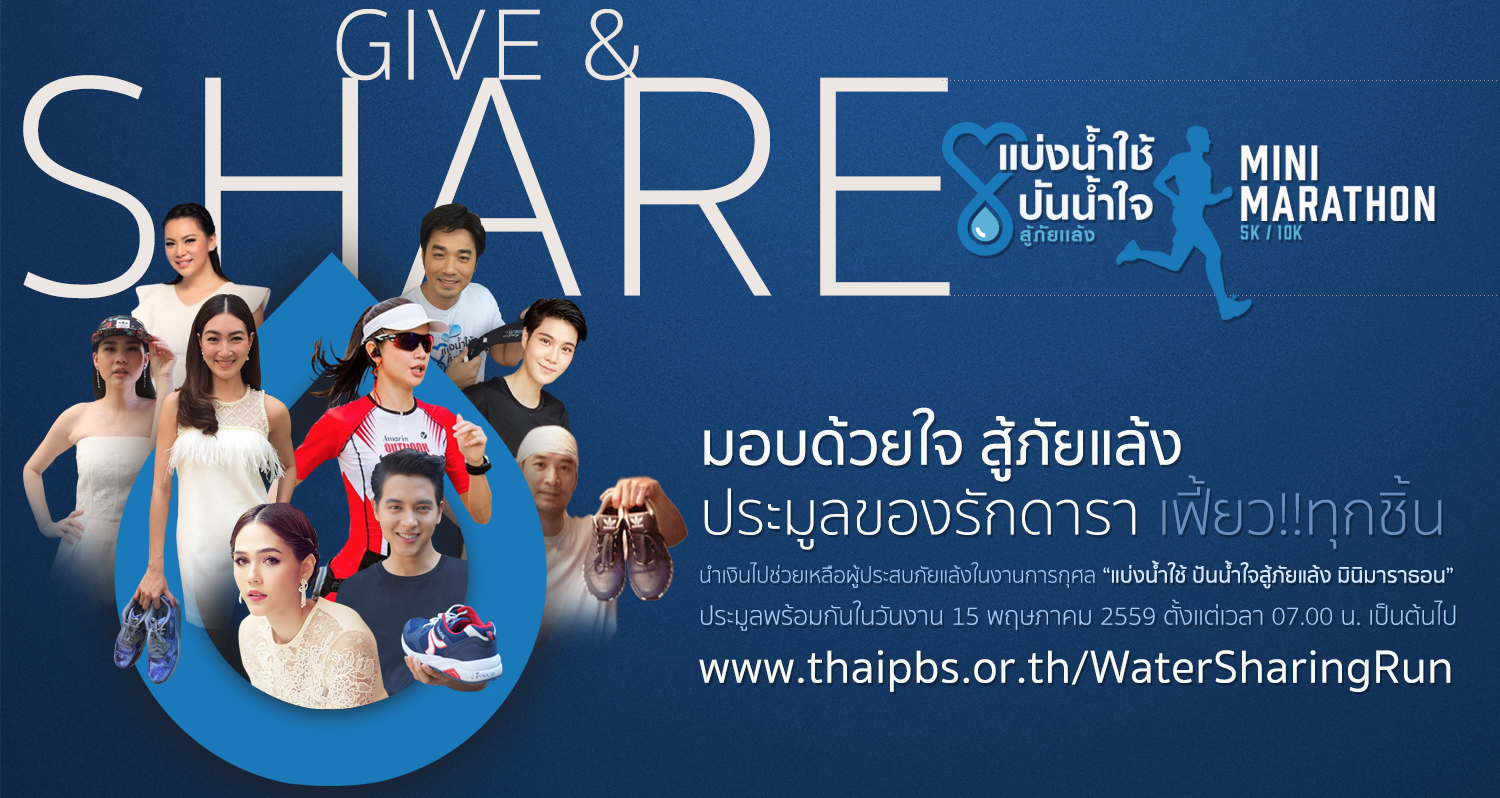 GIVE &
SHARE
แบ่งน้ำใช้
ปันน้ำใจ
สู้ภัยแล้ง
MINI
MARATHON
5K / 10K
แบ่งน้ำใช้
Amarin
OUTDOOR
มอบด้วยใจ สู้ภัยแล้ง
ประมูลของรักดารา เฟี้ยว!!ทุกชิ้น
นำเงินไปช่วยเหลือผู้ประสบภัยแล้งในงานการกุศล “แบ่งน้ำใช้ ปันน้ำใจสู้ภัยแล้ง มินิมาราธอน”
ประมูลพร้อมกันในวันงาน 15 พฤษภาคม 2559 ตั้งแต่เวลา 07.00 น. เป็นต้นไป
www.thaipbs.or.th/WaterSharingRun